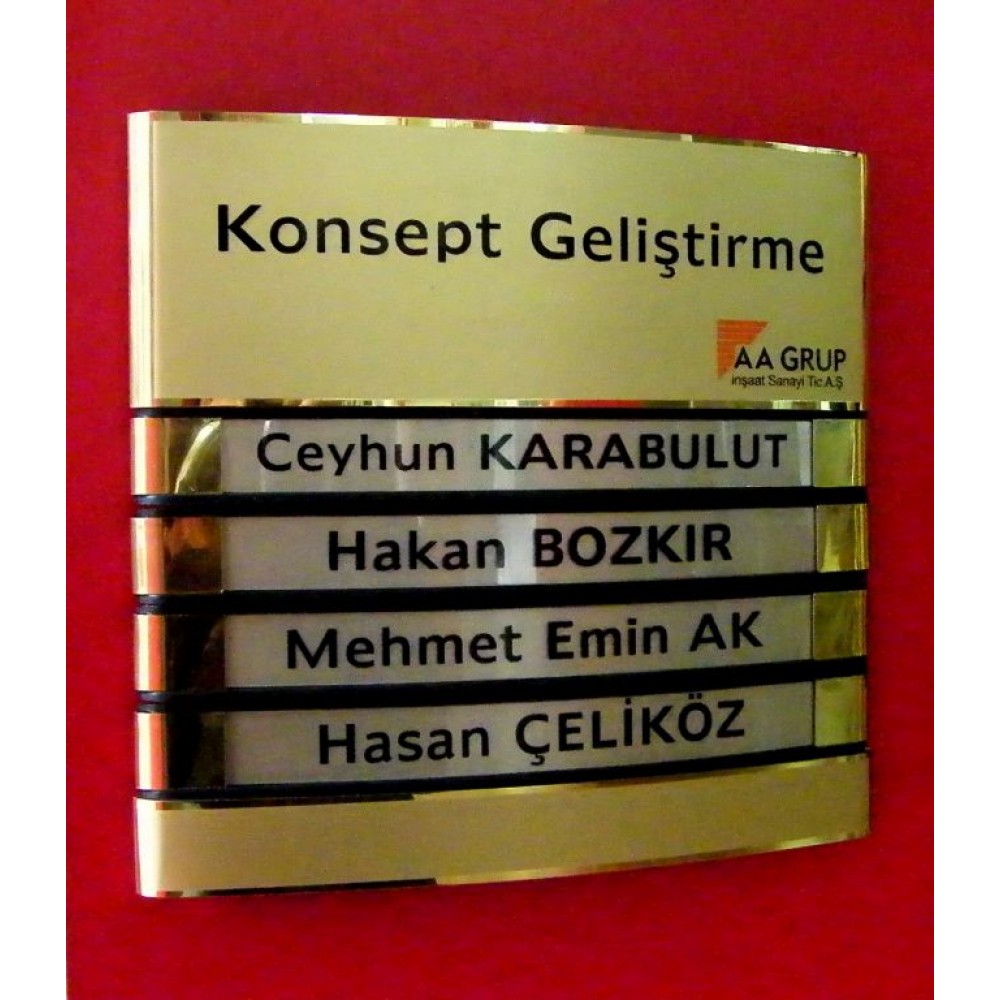 Konsept Geliştirme
AA GRUP
inşaat Sanayi Tic.A.Ş
Ceyhun KARABULUT
Hakan BOZKIR
Mehmet Emin AK
Hasan ÇELİKÖZ